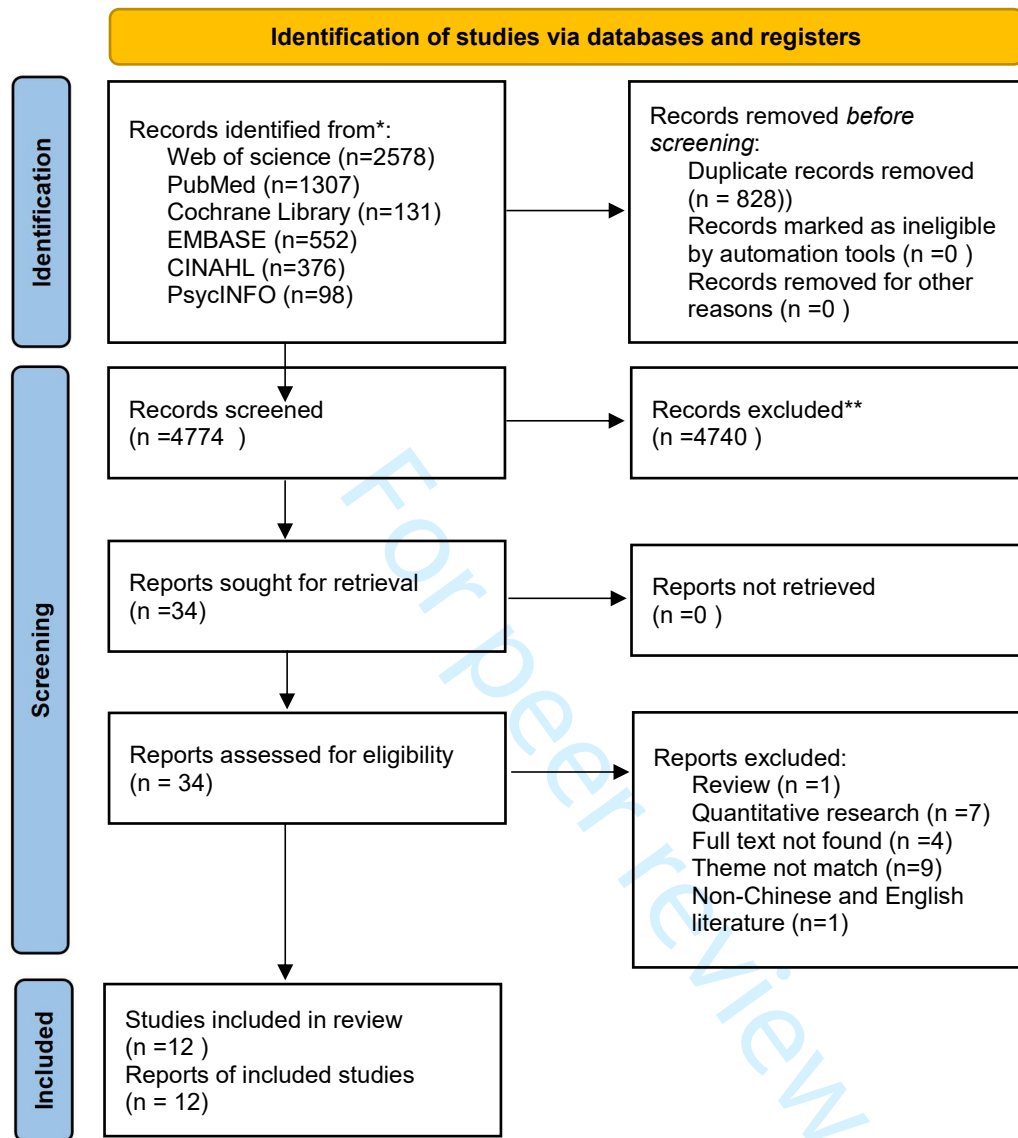 Identification of studies via databases and registers
Identification
Records identified from*:
Web of science (n=2578)
PubMed (n=1307)
Cochrane Library (n=131)
EMBASE (n=552)
CINAHL (n=376)
PsycINFO (n=98)
Records removed before
screening:
Duplicate records removed
(n = 828))
Records marked as ineligible
by automation tools (n =0 )
Records removed for other
reasons (n =0 )
Screening
Records screened
(n =4774 )
Records excluded**
(n =4740 )
Reports sought for retrieval
(n =34)
Reports not retrieved
(n =0 )
Reports assessed for eligibility
(n = 34)
Reports excluded:
Review (n =1)
Quantitative research (n =7)
Full text not found (n =4)
Theme not match (n=9)
Non-Chinese and English
literature (n=1)
Included
Studies included in review
(n =12 )
Reports of included studies
(n = 12)
For peer review